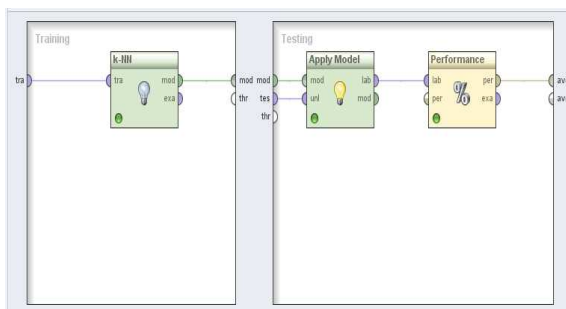 Training
Testing
k-NN
Apply Model
Performance
tra
tra
mod
mod
mod
mod
lab
lab
per
ave
exa
thr
tes
unl
mod
per
exa
ave
thr